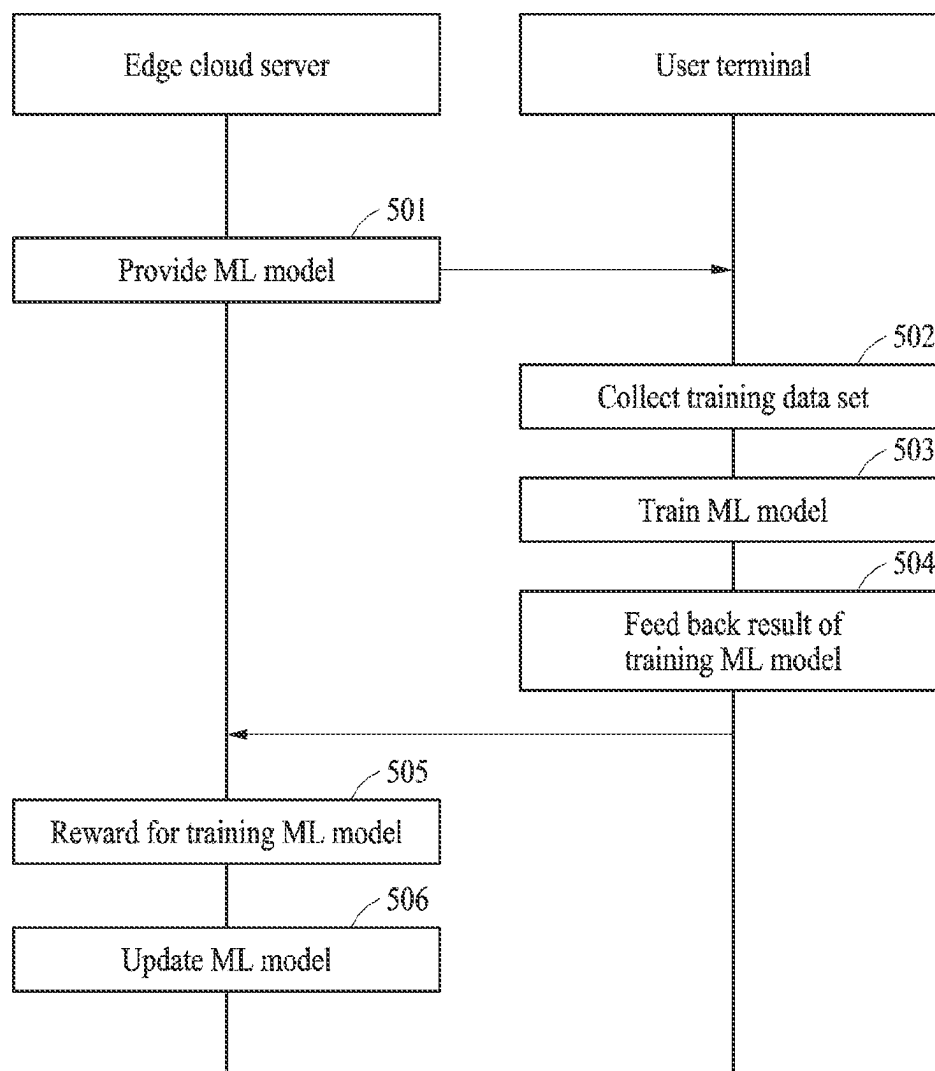 Edge cloud server
User terminal
501
Provide ML model
502
Collect training data set
503
Train ML model
504
Feed back result of
training ML model
505
Reward for training ML model
506
Update ML model